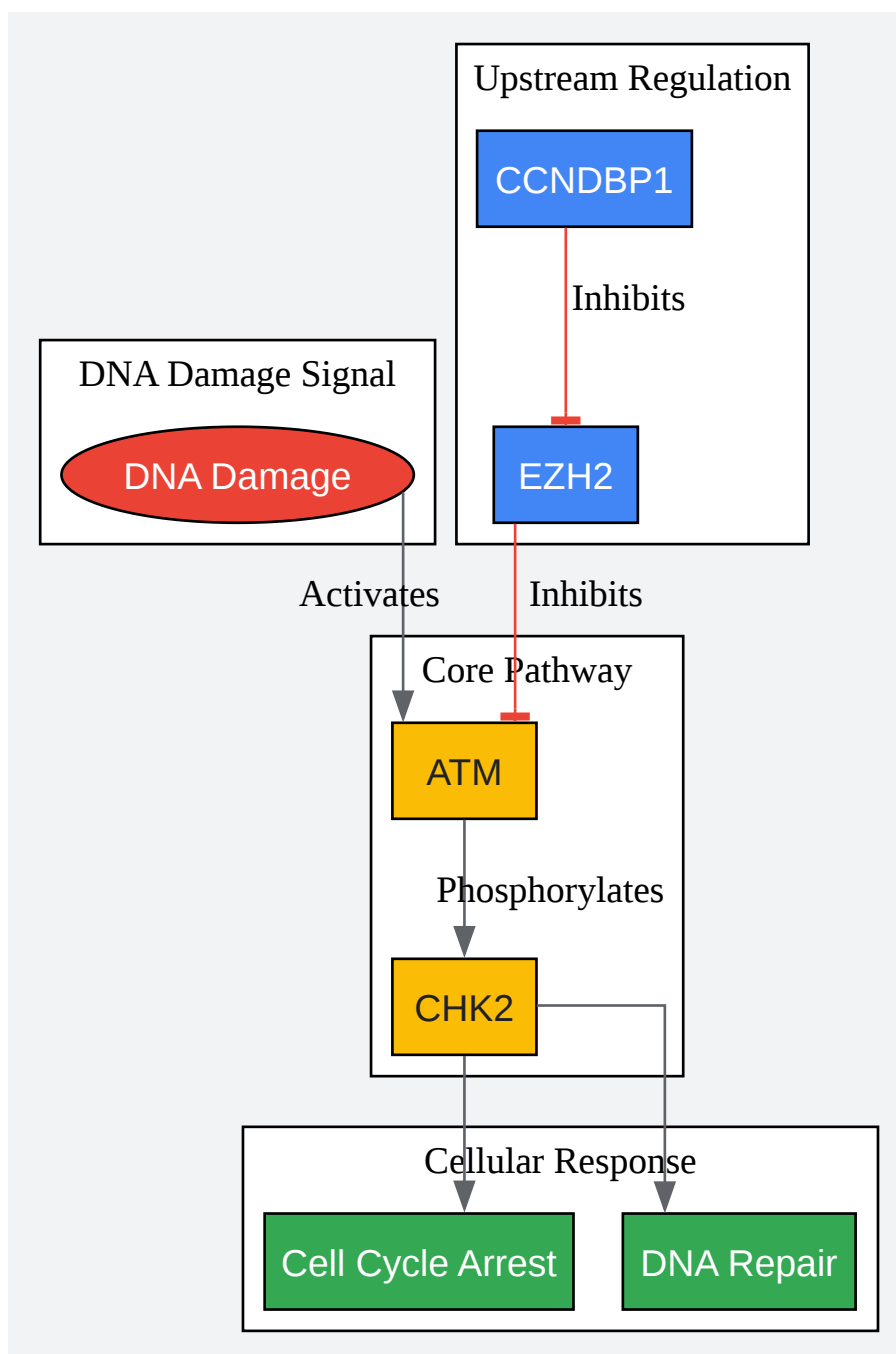 Upstream Regulation
CCNDBP1
Inhibits
DNA Damage Signal
DNA Damage
EZH2
Activates
Inhibits
Core Pathway
ATM
Phosphorylates
CHK2
Cellular Response
Cell Cycle Arrest
DNA Repair